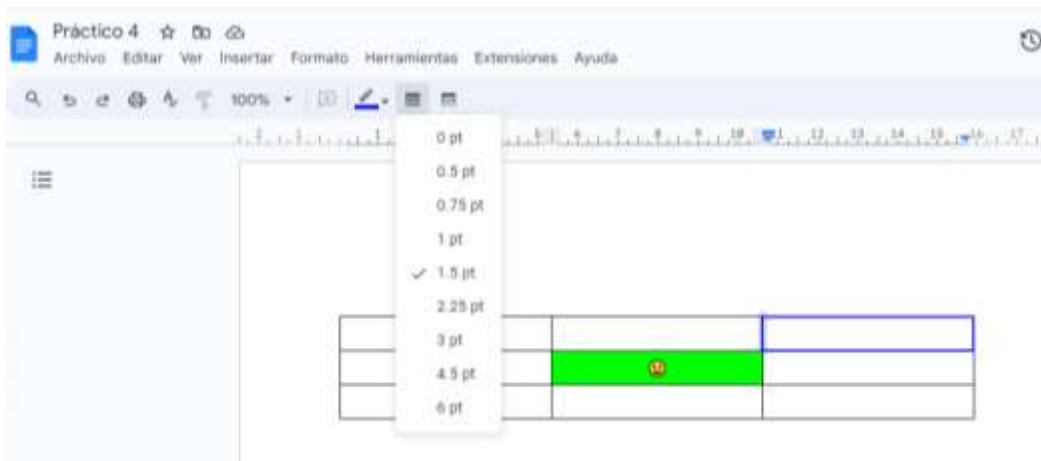 Práctico 4
Archivo Editar Ver Insertar Formato Herramientas Extensiones Ayuda
100%
0 pt
0.5 pt
0.75 pt
1 pt
1.5 pt
2.25 pt
3 pt
4.5 pt
6 pt